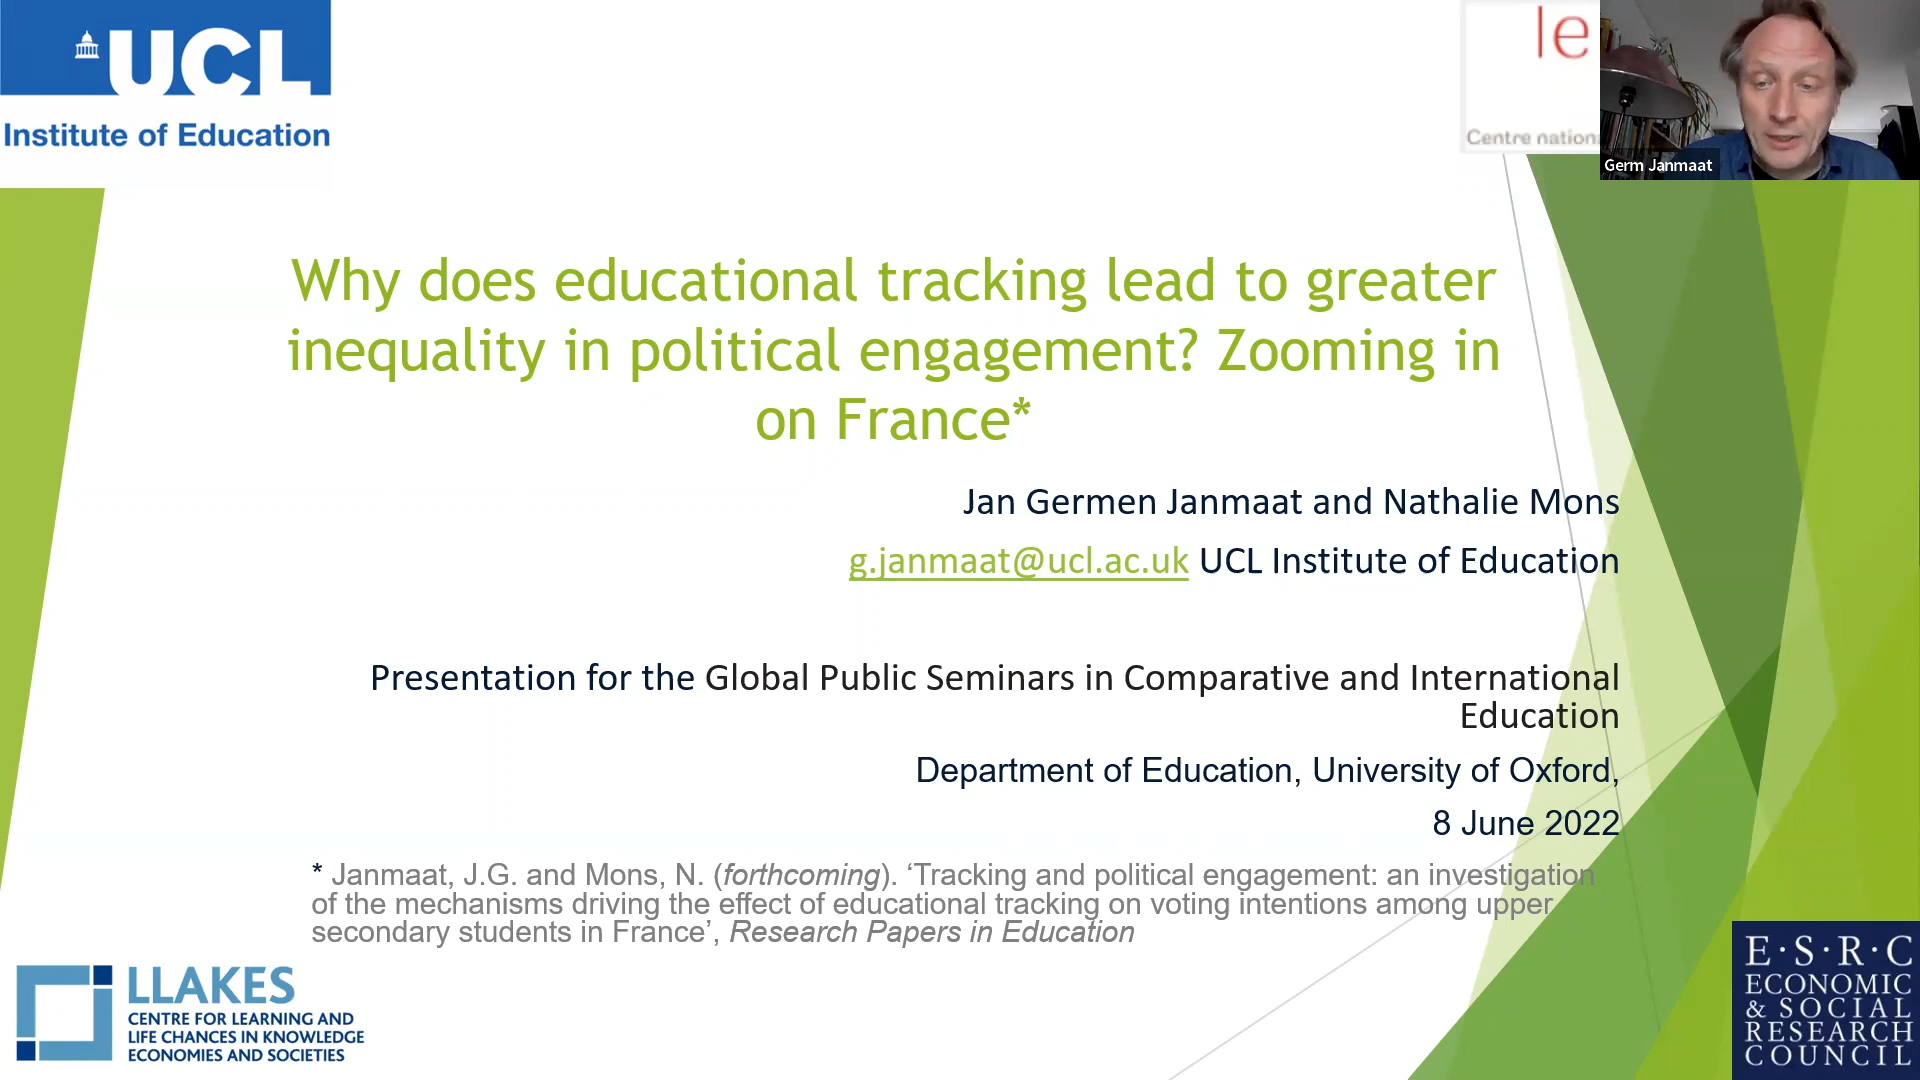 UCL
Institute of Education
le
Centre nation
Germ Janmaat
Why does educational tracking lead to greater
inequality in political engagement? Zooming in
on France*
Jan Germen Janmaat and Nathalie Mons
g.janmaat@ucl.ac.uk UCL Institute of Education
Presentation for the Global Public Seminars in Comparative and International
Education
Department of Education, University of Oxford,
8 June 2022
* Janmaat, J.G. and Mons, N. (forthcoming). ‘Tracking and political engagement: an investigation
of the mechanisms driving the effect of educational tracking on voting intentions among upper
secondary students in France’, Research Papers in Education
LLAKES
CENTRE FOR LEARNING AND
LIFE CHANCES IN KNOWLEDGE
ECONOMIES AND SOCIETIES
E·S·R·C
ECONOMIC
& SOCIAL
RESEARCH
COUNCIL